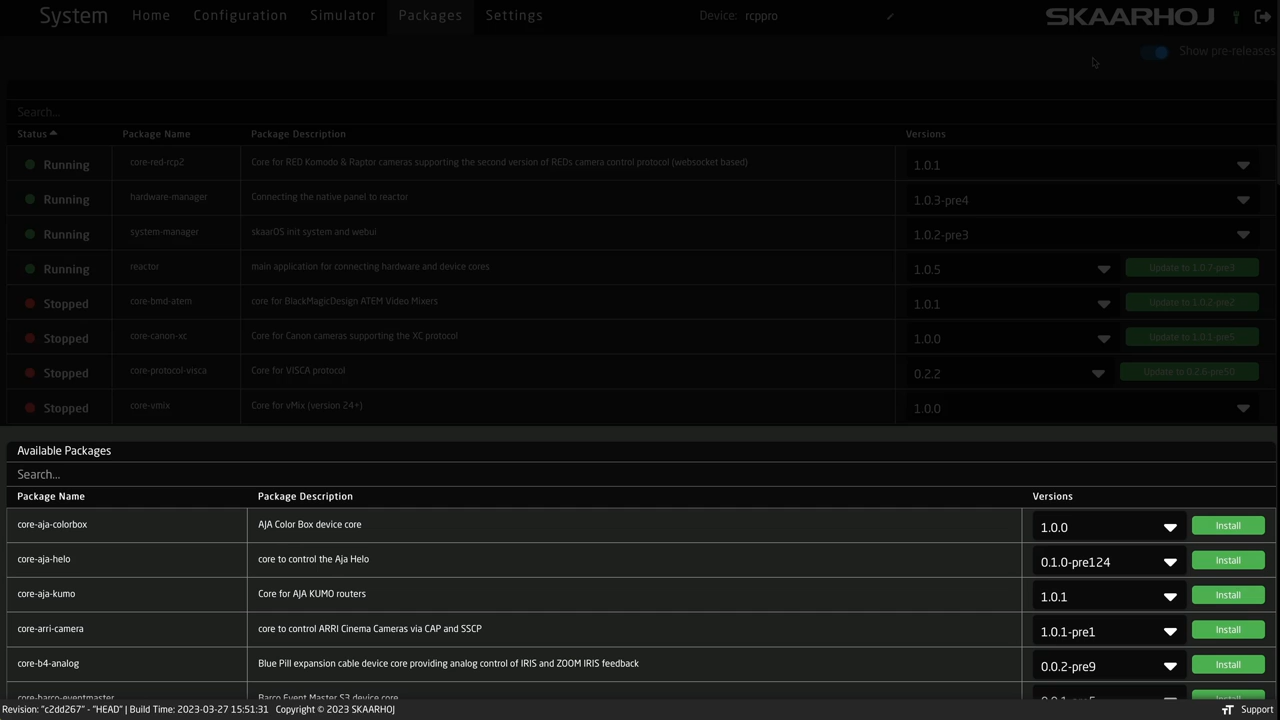 System Home Configuration Simulator Packages Settings Device: rcppro SKAARHOJ
Show pre-releases
Search...
Status Package Name Package Description Versions
Running core-red-rcp2 Core for RED Komodo & Raptor cameras supporting the second version of REDs camera control protocol (websocket based) 1.0.1
Running hardware-manager Connecting the native panel to reactor 1.0.3-pre4
Running system-manager skaarOS init system and webui 1.0.2-pre3
Running reactor main application for connecting hardware and device cores 1.0.5 Update to 1.0.7-pre3
Stopped core-bmd-atem core for BlackMagicDesign ATEM Video Mixers 1.0.1 Update to 1.0.2-pre2
Stopped core-canon-xc Core for Canon cameras supporting the XC protocol 1.0.0 Update to 1.0.1-pre5
Stopped core-protocol-visca Core for VISCA protocol 0.2.2 Update to 0.2.6-pre50
Stopped core-vmix Core for vMix (version 24+) 1.0.0
Available Packages
Search...
Package Name Package Description Versions
core-aja-colorbox AJA Color Box device core 1.0.0 Install
core-aja-helo core to control the Aja Helo 0.1.0-pre124 Install
core-aja-kumo Core for AJA KUMO routers 1.0.1 Install
core-arri-camera core to control ARRI Cinema Cameras via CAP and SSCP 1.0.1-pre1 Install
core-b4-analog Blue Pill expansion cable device core providing analog control of IRIS and ZOOM IRIS feedback 0.0.2-pre9 Install
core-barco-eventmaster Barco Event Master S3 device core 0.0.1-pre5 Install
Revision: "c2dd267" - "HEAD" | Build Time: 2023-03-27 15:51:31 Copyright © 2023 SKAARHOJ Support